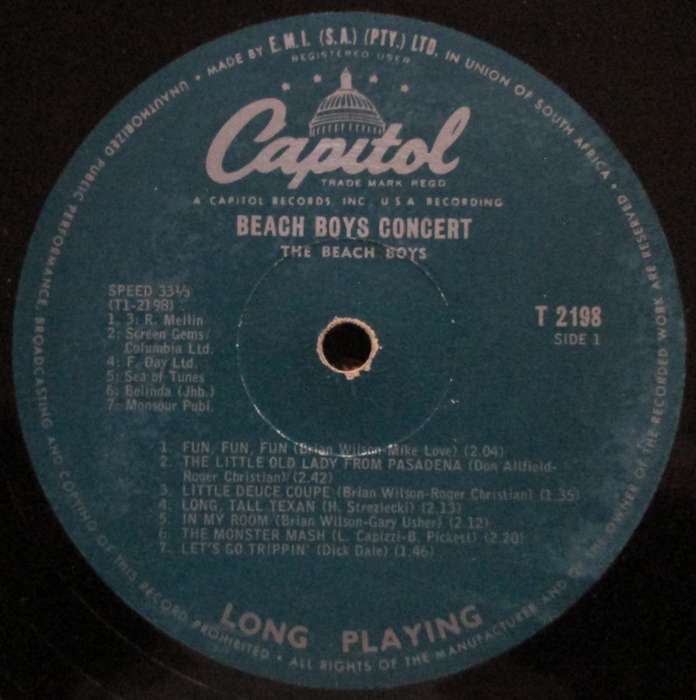 MADE BY E.M.I. (S.A.) (PTY.) LTD. IN UNION OF SOUTH AFRICA • ALL RIGHTS OF THE MANUFACTURER AND OF THE OWNER OF THE RECORDED WORK ARE RESERVED • UNAUTHORIZED PUBLIC PERFORMANCE, BROADCASTING AND COPYING OF THIS RECORD PROHIBITED •
REGISTERED USER
Capitol
TRADE MARK REGD
A CAPITOL RECORDS, INC., U.S.A. RECORDING
BEACH BOYS CONCERT
THE BEACH BOYS
SPEED 33⅓
(T1-2198)
1. 3. R. Mellin
2: Screen Gems/
Columbia Ltd.
4: F. Day Ltd.
5: Sea of Tunes
6: Belinda (Jhb.)
7: Monsour Publ.
T 2198
SIDE 1
1. FUN, FUN, FUN (Brian Wilson-Mike Love) (2.04)
2. THE LITTLE OLD LADY FROM PASADENA (Don Altfield-
Roger Christian) (2.42)
3. LITTLE DEUCE COUPE (Brian Wilson-Roger Christian) (1.35)
4. LONG, TALL TEXAN (H. Strezlecki) (2.13)
5. IN MY ROOM (Brian Wilson-Gary Usher) (2.12)
6. THE MONSTER MASH (L. Capizzi-B. Pickest) (2.20)
7. LET'S GO TRIPPIN' (Dick Dale) (1.46)
LONG PLAYING